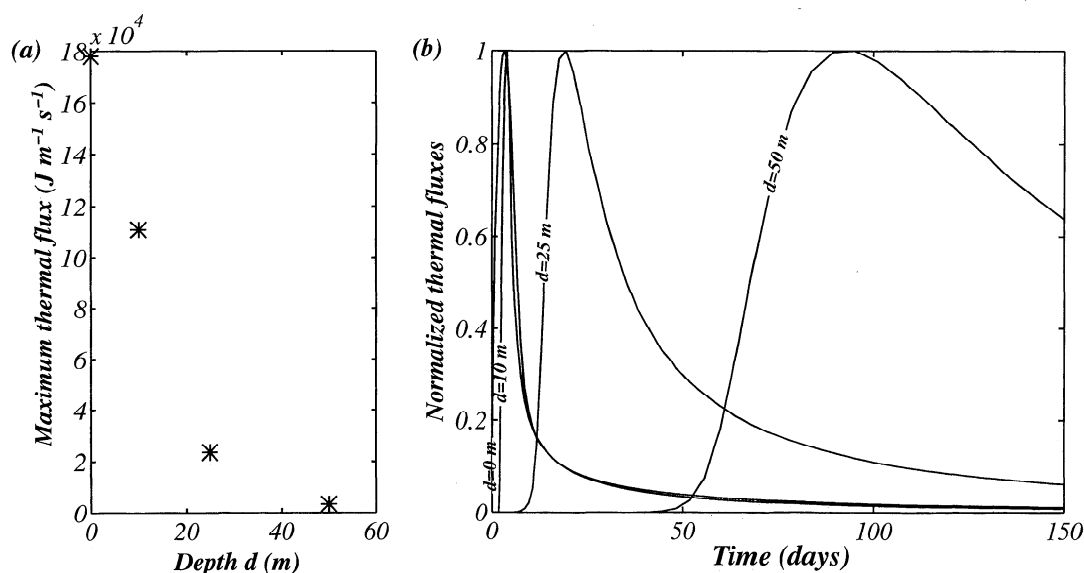 (a)
x 10⁴
18
16
14
12
10
8
6
4
2
0
0 20 40 60
Maximum thermal flux (J m⁻¹ s⁻¹)
Depth d (m)
(b)
1
0.8
0.6
0.4
0.2
0
0 50 100 150
Normalized thermal fluxes
Time (days)
d=0 m
d=10 m
d=25 m
d=50 m